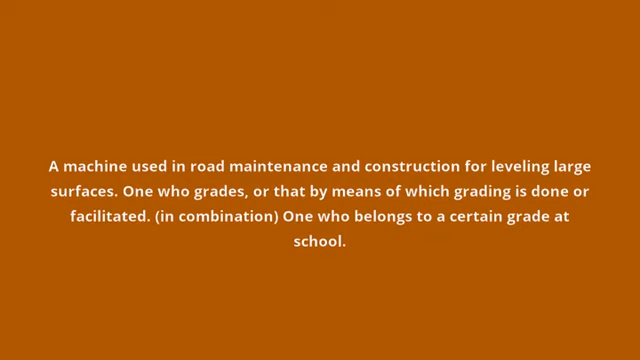 A machine used in road maintenance and construction for leveling large
surfaces. One who grades, or that by means of which grading is done or
facilitated. (in combination) One who belongs to a certain grade at
school.